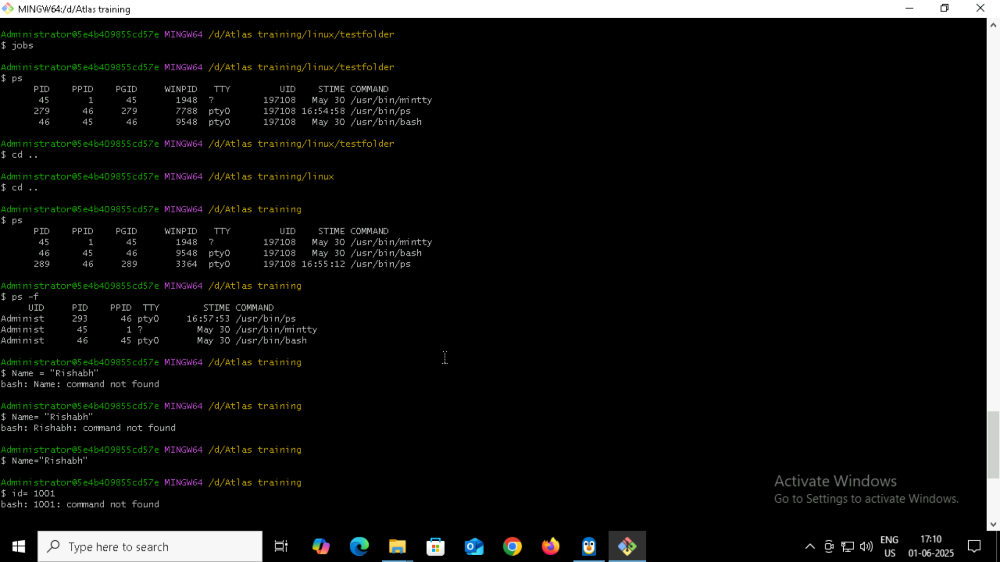 MINGW64:/d/Atlas training
Administrator@5e4b409855cd57e MINGW64 /d/Atlas training/linux/testfolder
$ jobs
Administrator@5e4b409855cd57e MINGW64 /d/Atlas training/linux/testfolder
$ ps
PID PPID PGID WINPID TTY UID STIME COMMAND
45 1 45 1948 ? 197108 May 30 /usr/bin/mintty
279 46 279 7788 pty0 197108 16:54:58 /usr/bin/ps
46 45 46 9548 pty0 197108 May 30 /usr/bin/bash
Administrator@5e4b409855cd57e MINGW64 /d/Atlas training/linux/testfolder
$ cd ..
Administrator@5e4b409855cd57e MINGW64 /d/Atlas training/linux
$ cd ..
Administrator@5e4b409855cd57e MINGW64 /d/Atlas training
$ ps
PID PPID PGID WINPID TTY UID STIME COMMAND
45 1 45 1948 ? 197108 May 30 /usr/bin/mintty
46 45 46 9548 pty0 197108 May 30 /usr/bin/bash
289 46 289 3364 pty0 197108 16:55:12 /usr/bin/ps
Administrator@5e4b409855cd57e MINGW64 /d/Atlas training
$ ps -f
UID PID PPID TTY STIME COMMAND
Administ 293 46 pty0 16:57:53 /usr/bin/ps
Administ 45 1 ? May 30 /usr/bin/mintty
Administ 46 45 pty0 May 30 /usr/bin/bash
Administrator@5e4b409855cd57e MINGW64 /d/Atlas training
$ Name = "Rishabh"
bash: Name: command not found
Administrator@5e4b409855cd57e MINGW64 /d/Atlas training
$ Name= "Rishabh"
bash: Rishabh: command not found
Administrator@5e4b409855cd57e MINGW64 /d/Atlas training
$ Name="Rishabh"
Administrator@5e4b409855cd57e MINGW64 /d/Atlas training
$ id= 1001
bash: 1001: command not found
Activate Windows
Go to Settings to activate Windows.
Type here to search
ENG
US
17:10
01-06-2025